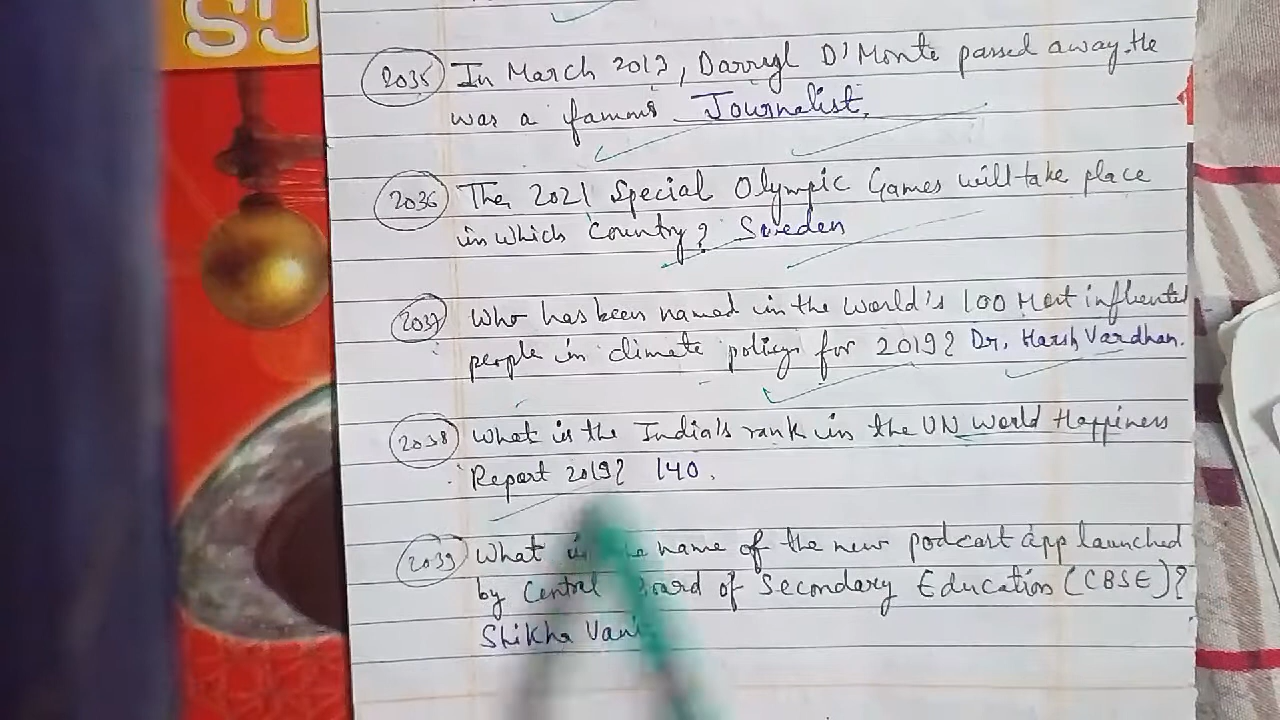 SJ
2035 In March 2019, Darryl D'Monte passed away. He
was a famous Journalist.
2036 The 2021 Special Olympic Games will take place
in which country? Sweden
2037 Who has been named in the world's 100 Most influential
people in climate policy for 2019? Dr. Harsh Vardhan.
2038 What is the India's rank in the UN World Happiness
Report 2019? 140.
2039 What is the name of the new podcast app launched
by Central Board of Secondary Education (CBSE)?
Shikha Vani